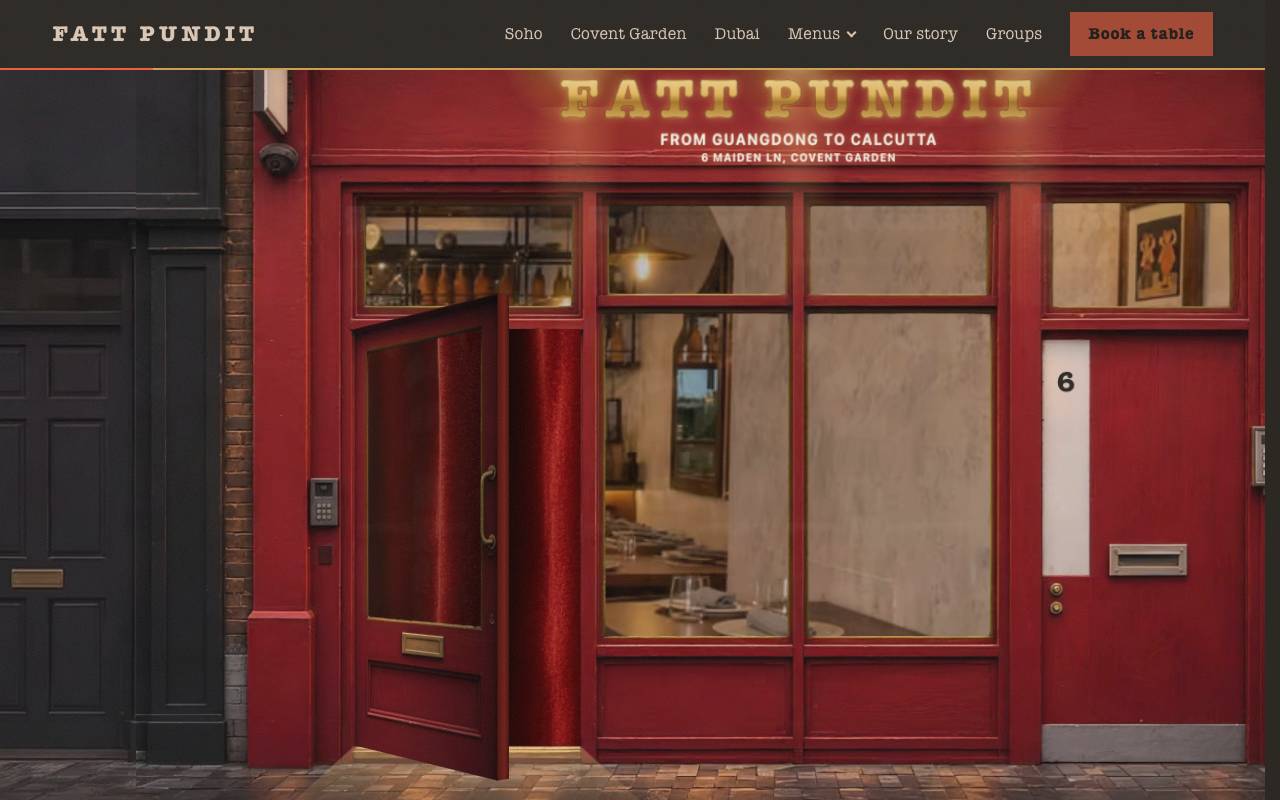 FATT PUNDIT
Soho
Covent Garden
Dubai
Menus
Our story
Groups
Book a table
FATT PUNDIT
FROM GUANGDONG TO CALCUTTA
6 MAIDEN LN, COVENT GARDEN
6